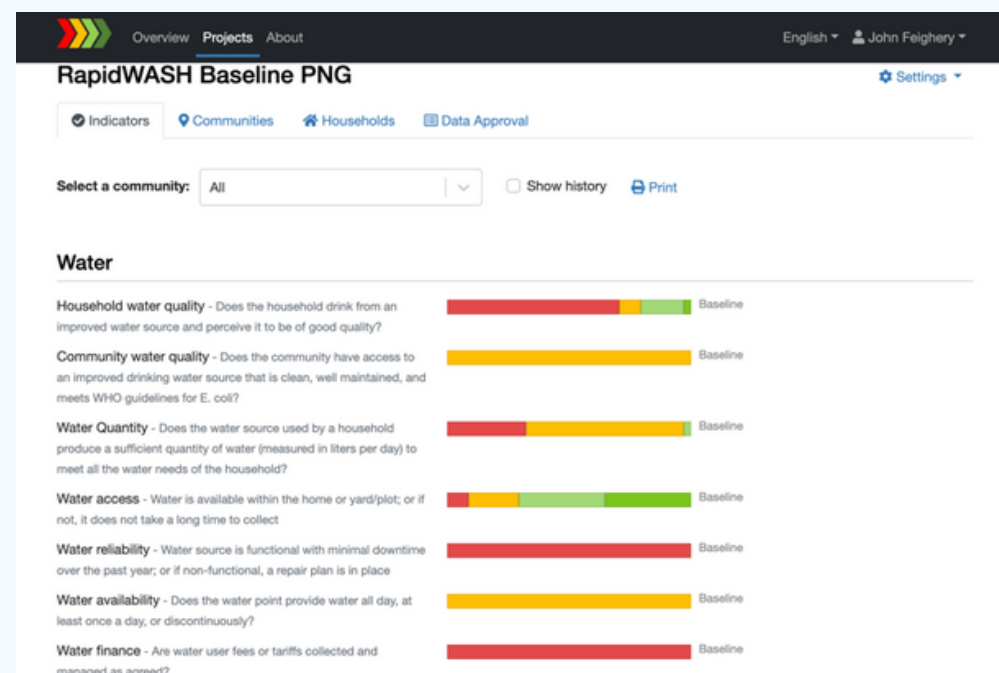 Overview Projects About English John Feighery
RapidWASH Baseline PNG
Settings
Indicators Communities Households Data Approval
Select a community: All Show history Print
Water
Household water quality - Does the household drink from an Baseline
improved water source and perceive it to be of good quality?
Community water quality - Does the community have access to Baseline
an improved drinking water source that is clean, well maintained, and
meets WHO guidelines for E. coli?
Water Quantity - Does the water source used by a household Baseline
produce a sufficient quantity of water (measured in liters per day) to
meet all the water needs of the household?
Water access - Water is available within the home or yard/plot; or if Baseline
not, it does not take a long time to collect
Water reliability - Water source is functional with minimal downtime Baseline
over the past year; or if non-functional, a repair plan is in place
Water availability - Does the water point provide water all day, at Baseline
least once a day, or discontinuously?
Water finance - Are water user fees or tariffs collected and Baseline
managed as agreed?